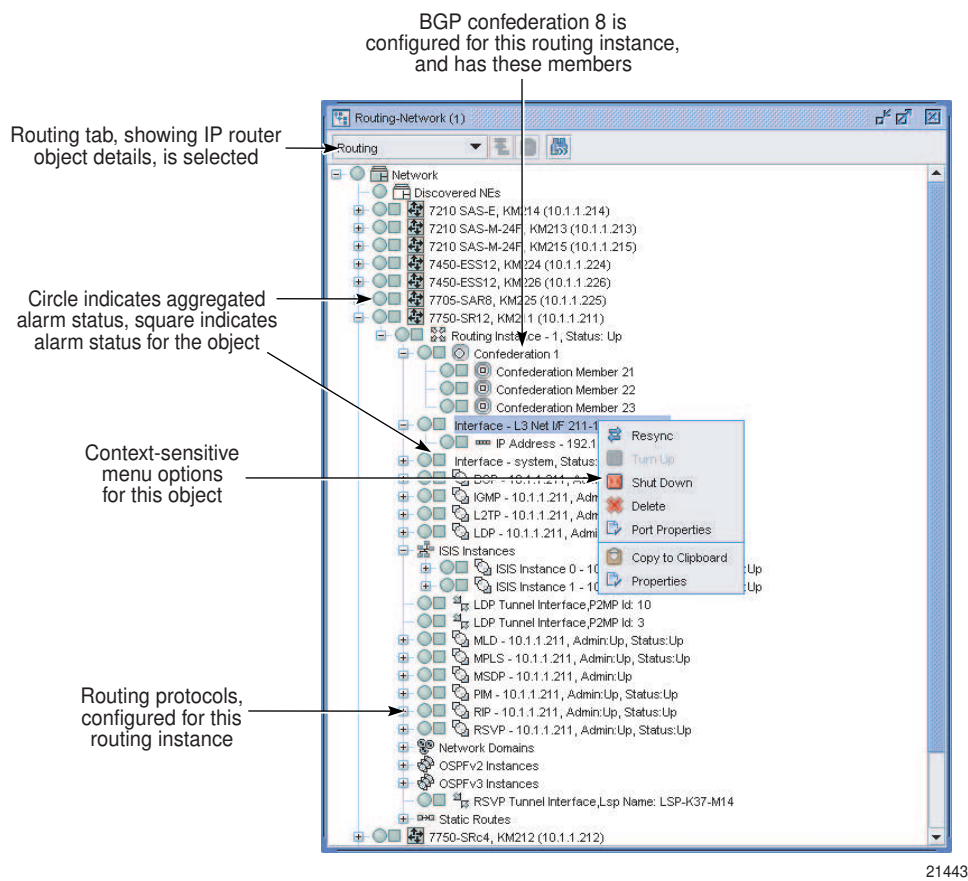 BGP confederation 8 is
configured for this routing instance,
and has these members
Routing tab, showing IP router
object details, is selected
Circle indicates aggregated
alarm status, square indicates
alarm status for the object
Context-sensitive
menu options
for this object
Routing protocols,
configured for this
routing instance
Routing-Network (1)
Routing
Network
Discovered NEs
7210 SAS-E, KM214 (10.1.1.214)
7210 SAS-M-24F, KM213 (10.1.1.213)
7210 SAS-M-24F, KM215 (10.1.1.215)
7450-ESS12, KM224 (10.1.1.224)
7450-ESS12, KM226 (10.1.1.226)
7705-SAR8, KM225 (10.1.1.225)
7750-SR12, KM211 (10.1.1.211)
Routing Instance - 1, Status: Up
Confederation 1
Confederation Member 21
Confederation Member 22
Confederation Member 23
Interface - L3 Net I/F 211-1
IP Address - 192.1
Interface - system, Status:
BGP - 10.1.1.211, Adm
IGMP - 10.1.1.211, Adm
L2TP - 10.1.1.211, Adm
LDP - 10.1.1.211, Admi
ISIS Instances
ISIS Instance 0 - 10 :Up
ISIS Instance 1 - 10 :Up
LDP Tunnel Interface,P2MP Id: 10
LDP Tunnel Interface,P2MP Id: 3
MLD - 10.1.1.211, Admin:Up, Status:Up
MPLS - 10.1.1.211, Admin:Up, Status:Up
MSDP - 10.1.1.211, Admin:Up
PIM - 10.1.1.211, Admin:Up, Status:Up
RIP - 10.1.1.211, Admin:Up, Status:Up
RSVP - 10.1.1.211, Admin:Up, Status:Up
Network Domains
OSPFv2 Instances
OSPFv3 Instances
RSVP Tunnel Interface,Lsp Name: LSP-K37-M14
Static Routes
7750-SRc4, KM212 (10.1.1.212)
Resync
Turn Up
Shut Down
Delete
Port Properties
Copy to Clipboard
Properties
21443